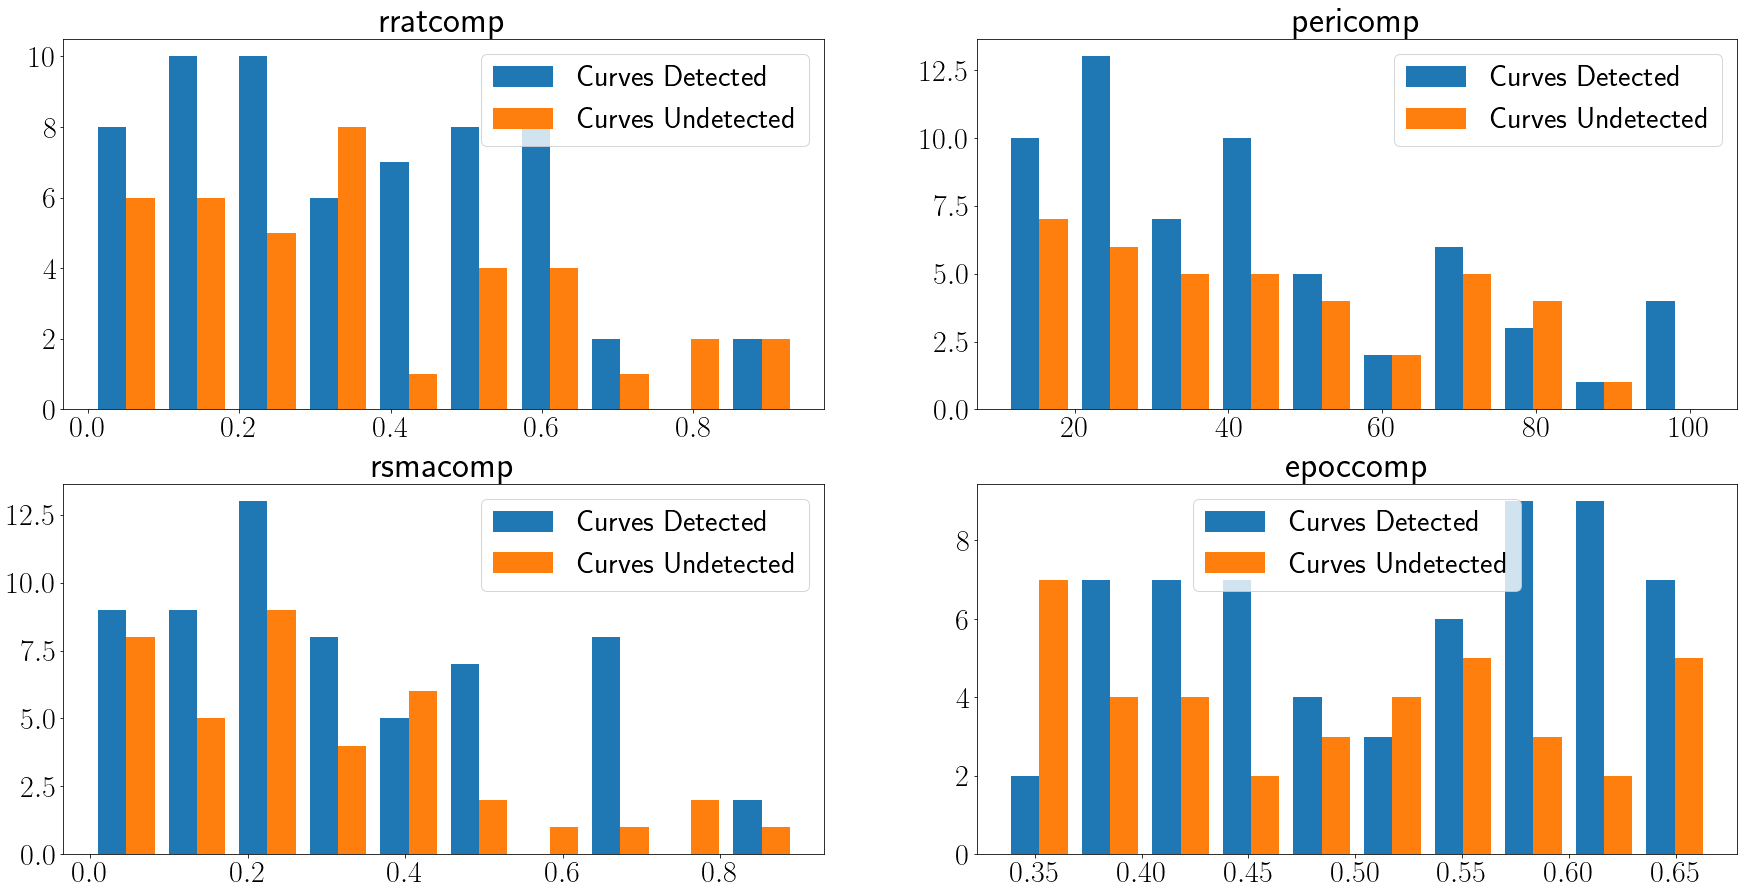 rratcomp
10
8
6
4
2
0
0.0 0.2 0.4 0.6 0.8
Curves Detected
Curves Undetected
pericomp
12.5
10.0
7.5
5.0
2.5
0.0
20 40 60 80 100
Curves Detected
Curves Undetected
rsmacomp
12.5
10.0
7.5
5.0
2.5
0.0
0.0 0.2 0.4 0.6 0.8
Curves Detected
Curves Undetected
epoccomp
8
6
4
2
0
0.35 0.40 0.45 0.50 0.55 0.60 0.65
Curves Detected
Curves Undetected